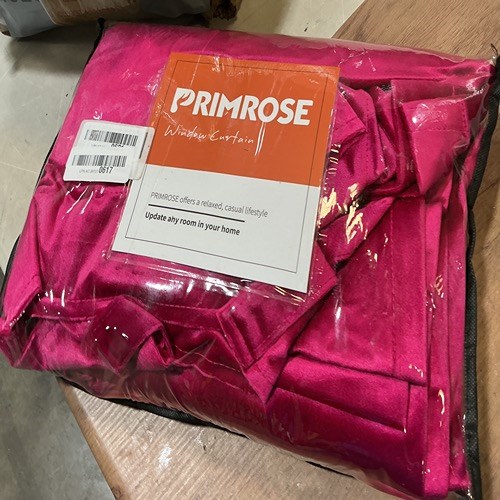 PRIMROSE
Window Curtain
PRIMROSE offers a relaxed, casual lifestyle
Update any room in your home
0617